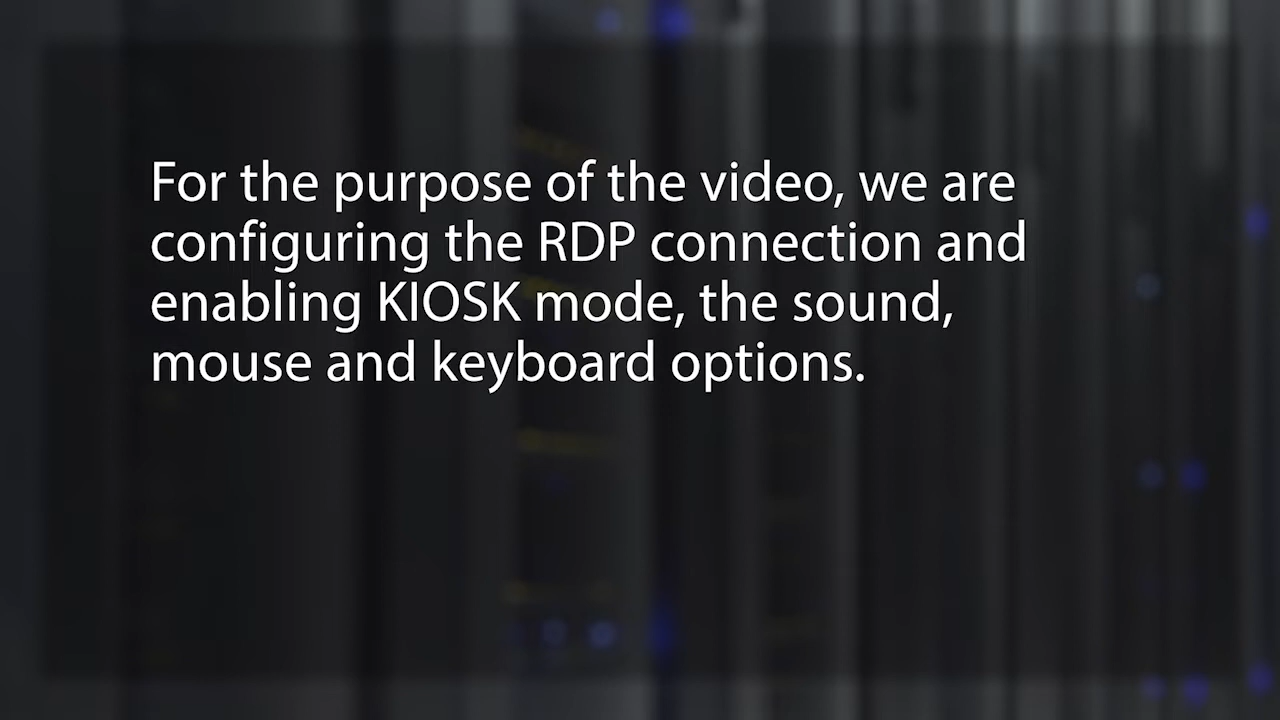 For the purpose of the video, we are
configuring the RDP connection and
enabling KIOSK mode, the sound,
mouse and keyboard options.